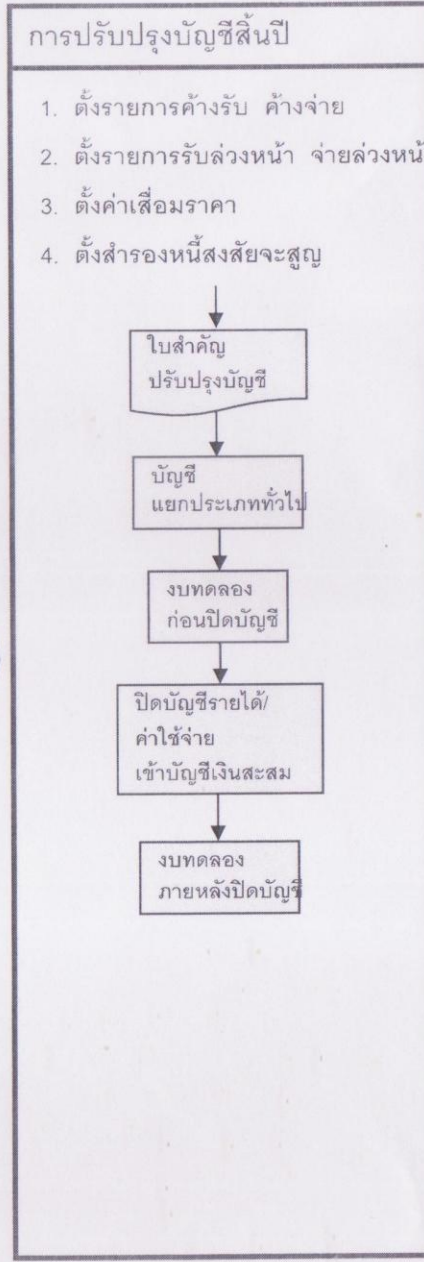 การปรับปรุงบัญชีสิ้นปี
1. ตั้งรายการค้างรับ ค้างจ่าย
2. ตั้งรายการรับล่วงหน้า จ่ายล่วงหน้
3. ตั้งค่าเสื่อมราคา
4. ตั้งสำรองหนี้สงสัยจะสูญ
ใบสำคัญ
ปรับปรุงบัญชี
บัญชี
แยกประเภททั่วไป
งบทดลอง
ก่อนปิดบัญชี
ปิดบัญชีรายได้/
ค่าใช้จ่าย
เข้าบัญชีเงินสะสม
งบทดลอง
ภายหลังปิดบัญชี